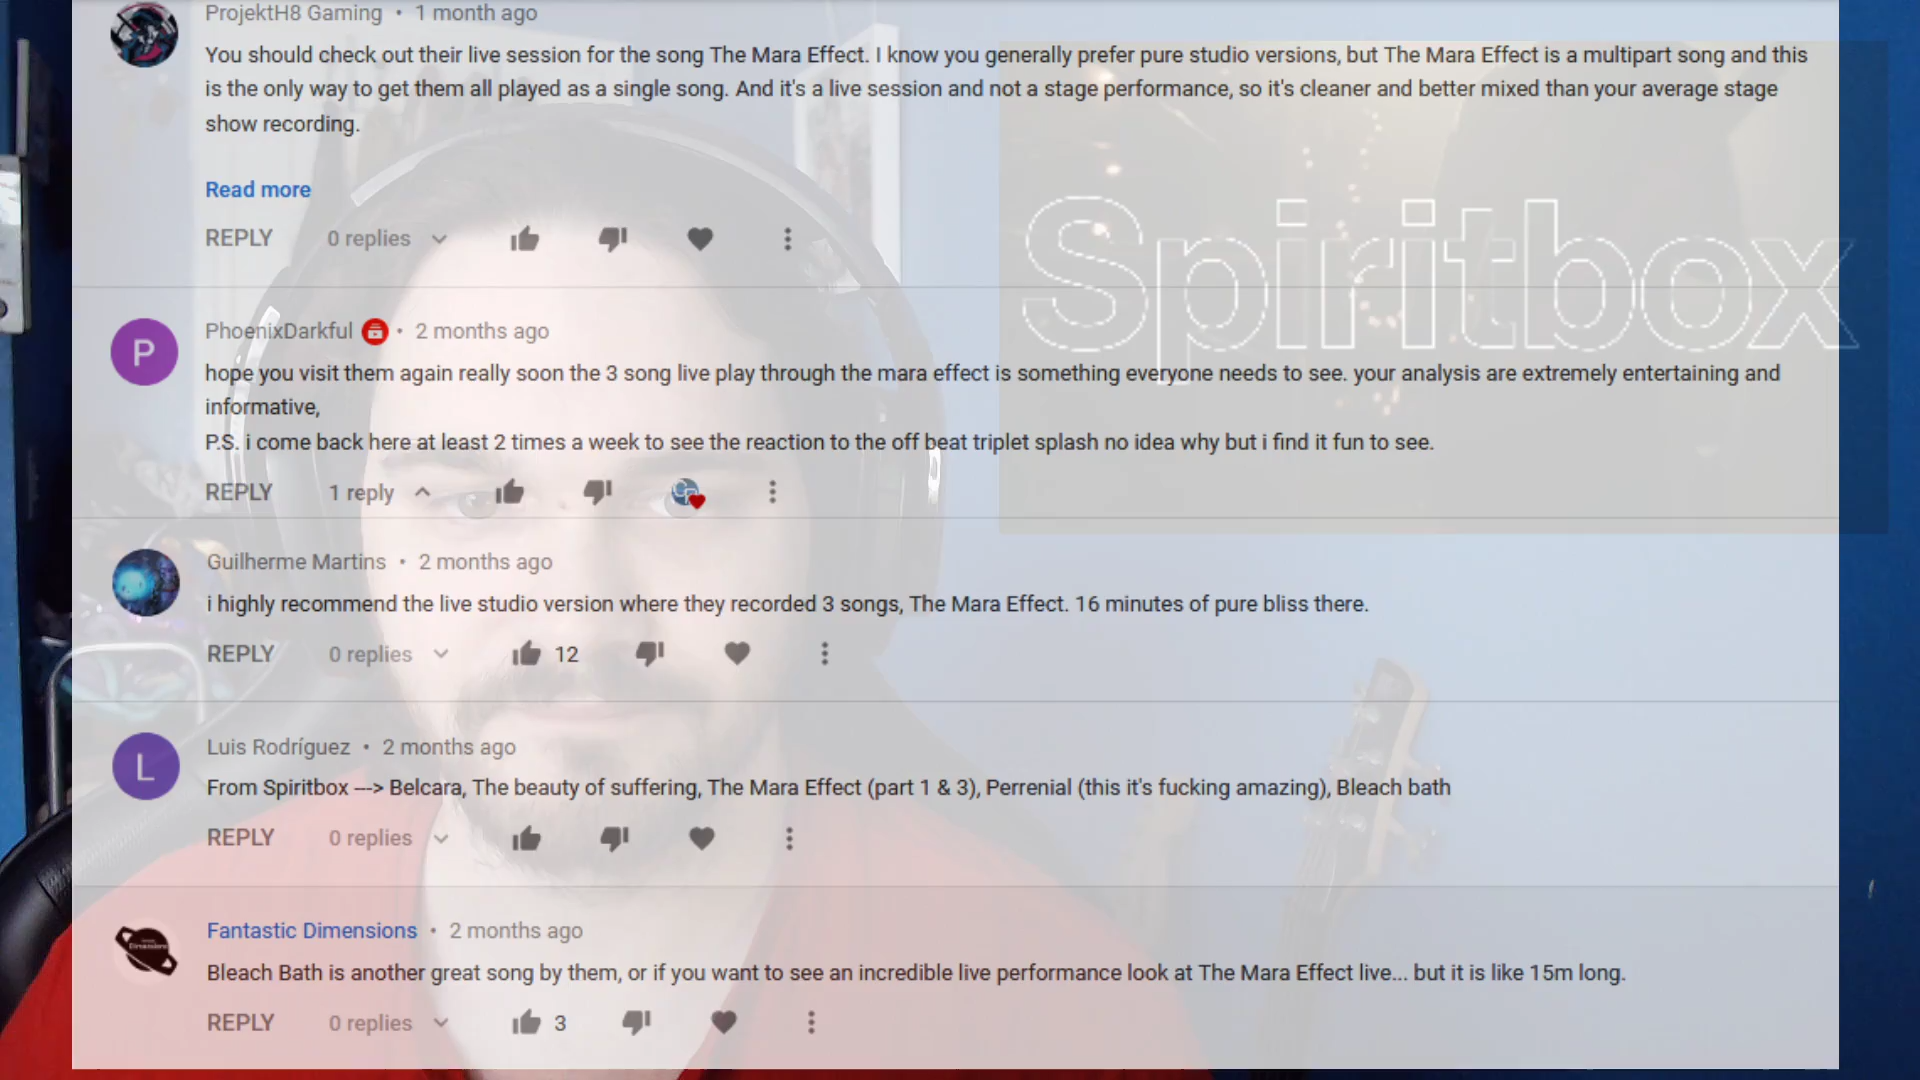 ProjektH8 Gaming • 1 month ago
You should check out their live session for the song The Mara Effect. I know you generally prefer pure studio versions, but The Mara Effect is a multipart song and this
is the only way to get them all played as a single song. And it's a live session and not a stage performance, so it's cleaner and better mixed than your average stage
show recording.
Read more
REPLY 0 replies
Spiritbox
P
PhoenixDarkful • 2 months ago
hope you visit them again really soon the 3 song live play through the mara effect is something everyone needs to see. your analysis are extremely entertaining and
informative,
P.S. i come back here at least 2 times a week to see the reaction to the off beat triplet splash no idea why but i find it fun to see.
REPLY 1 reply
Guilherme Martins • 2 months ago
i highly recommend the live studio version where they recorded 3 songs, The Mara Effect. 16 minutes of pure bliss there.
REPLY 0 replies 12
L
Luis Rodríguez • 2 months ago
From Spiritbox ---> Belcara, The beauty of suffering, The Mara Effect (part 1 & 3), Perrenial (this it's fucking amazing), Bleach bath
REPLY 0 replies
Fantastic Dimensions • 2 months ago
Bleach Bath is another great song by them, or if you want to see an incredible live performance look at The Mara Effect live... but it is like 15m long.
REPLY 0 replies 3